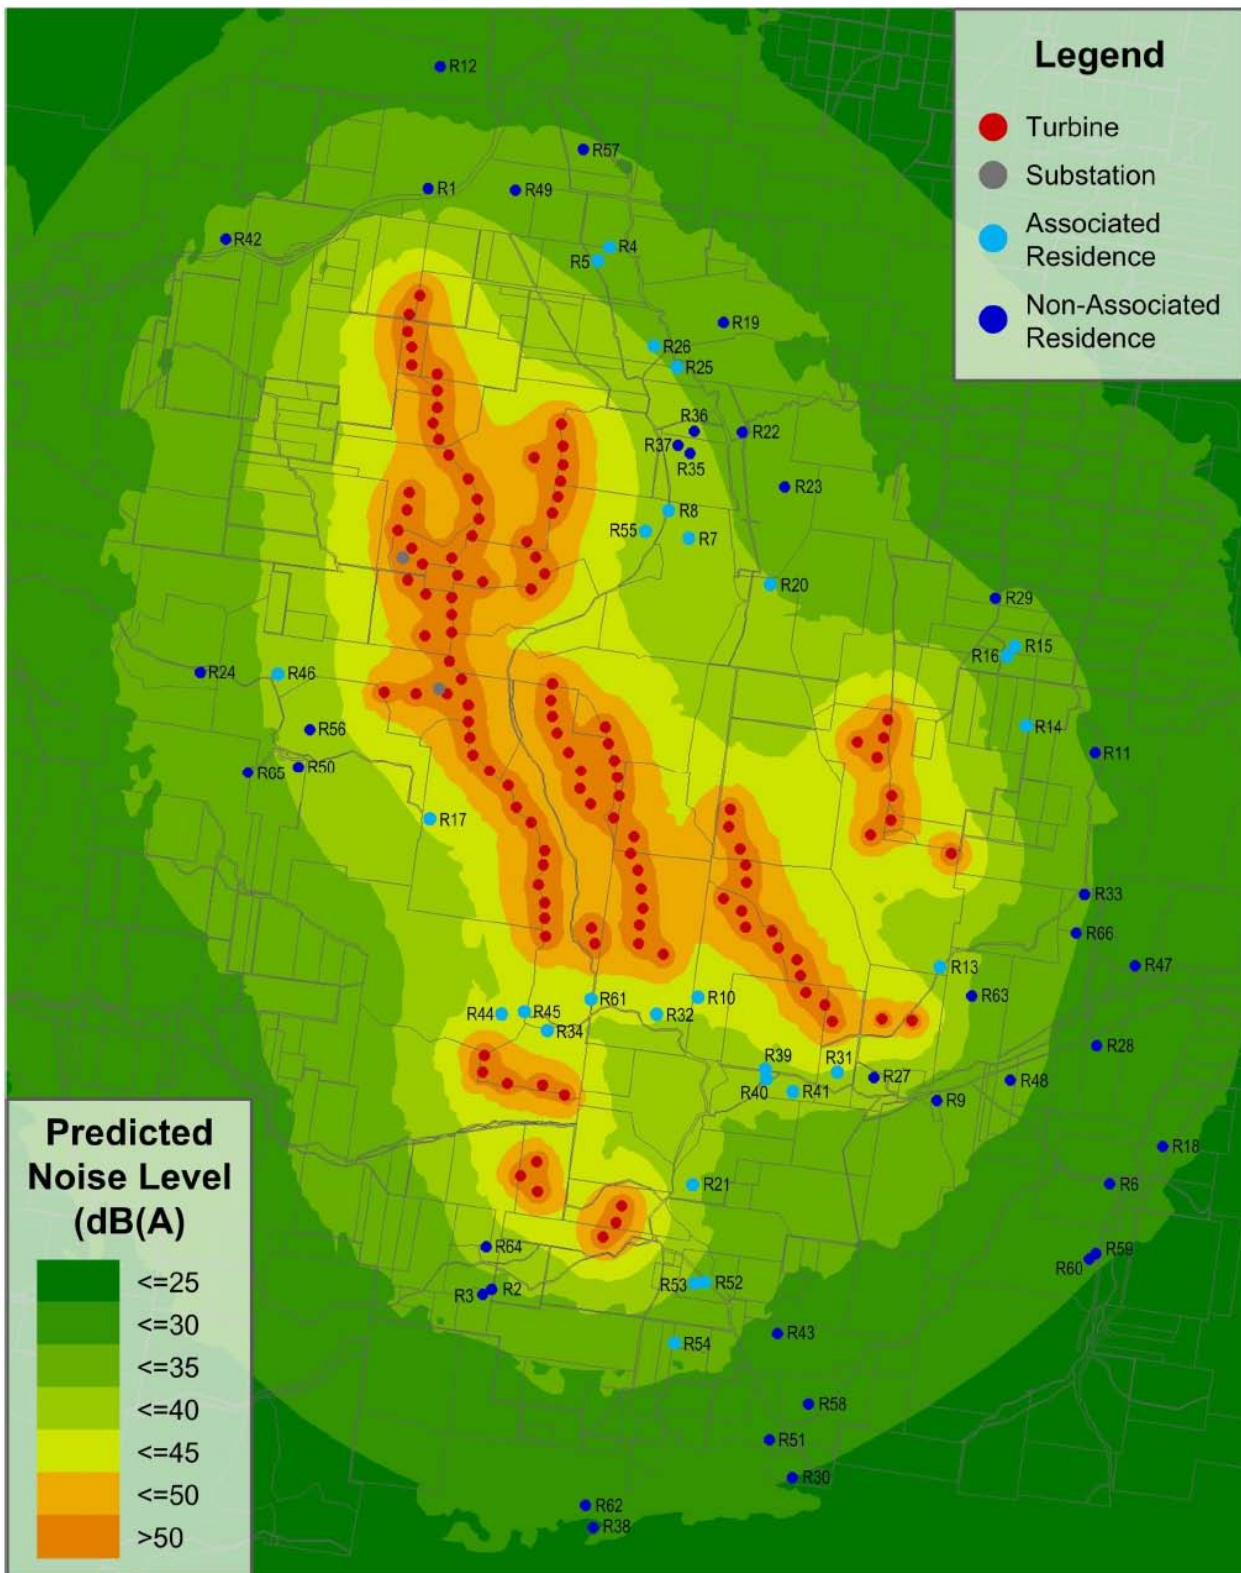 Legend
Turbine
Substation
Associated
Residence
Non-Associated
Residence
R12
R57
R1
R49
R42
R4
R5
R19
R26
R25
R36
R22
R37
R35
R23
R8
R55
R7
R20
R29
R15
R16
R24
R46
R14
R56
R11
R50
R65
R17
R33
R66
R13
R47
R63
R10
R61
R45
R44
R32
R34
R28
R39
R31
R27
R48
R40
R41
R9
R18
R21
R6
R64
R59
R60
R53
R52
R2
R3
R43
R54
R58
R51
R30
R62
R38
Predicted
Noise Level
(dB(A)
<=25
<=30
<=35
<=40
<=45
<=50
>50